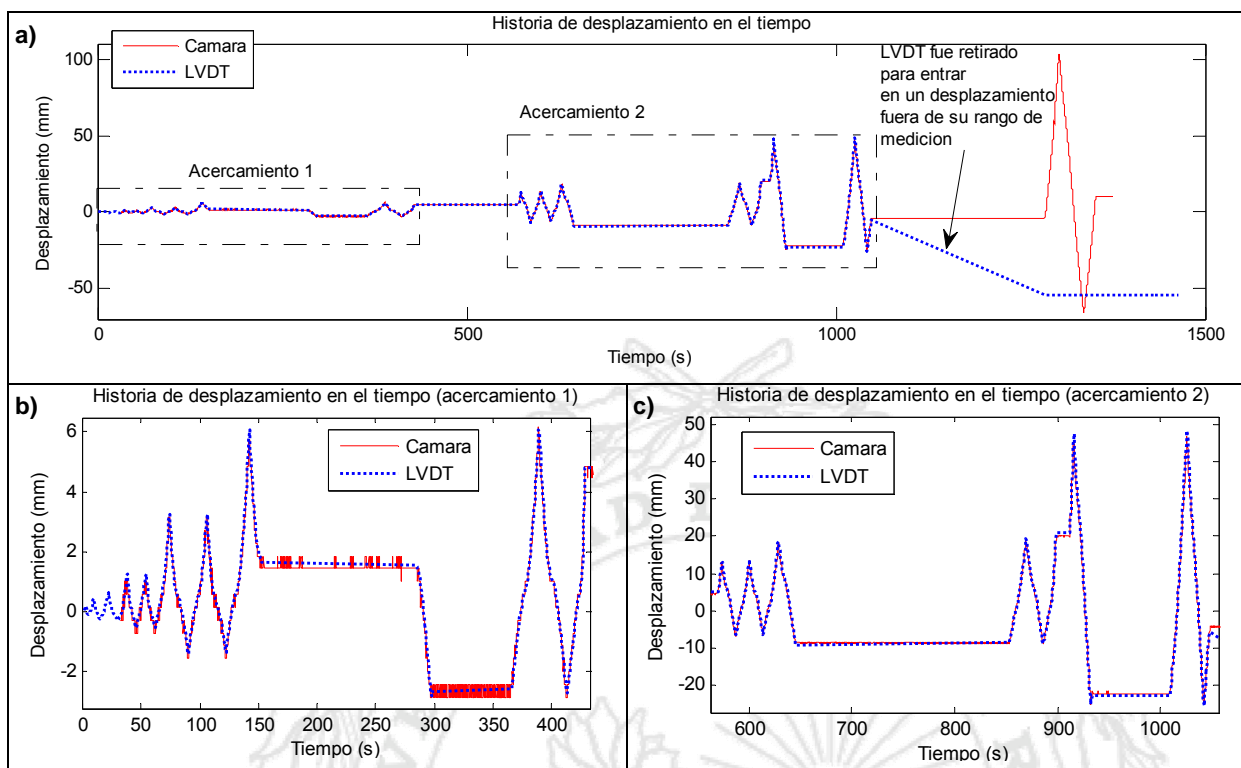 a)
Historia de desplazamiento en el tiempo
Camara
LVDT
LVDT fue retirado
para entrar
en un desplazamiento
fuera de su rango de
medicion
Acercamiento 1
Acercamiento 2
Desplazamiento (mm)
100
50
0
-50
0
500
1000
1500
Tiempo (s)
b)
Historia de desplazamiento en el tiempo (acercamiento 1)
Camara
LVDT
Desplazamiento (mm)
6
4
2
0
-2
0
50
100
150
200
250
300
350
400
Tiempo (s)
c)
Historia de desplazamiento en el tiempo (acercamiento 2)
Camara
LVDT
Desplazamiento (mm)
50
40
30
20
10
0
-10
-20
600
700
800
900
1000
Tiempo (s)